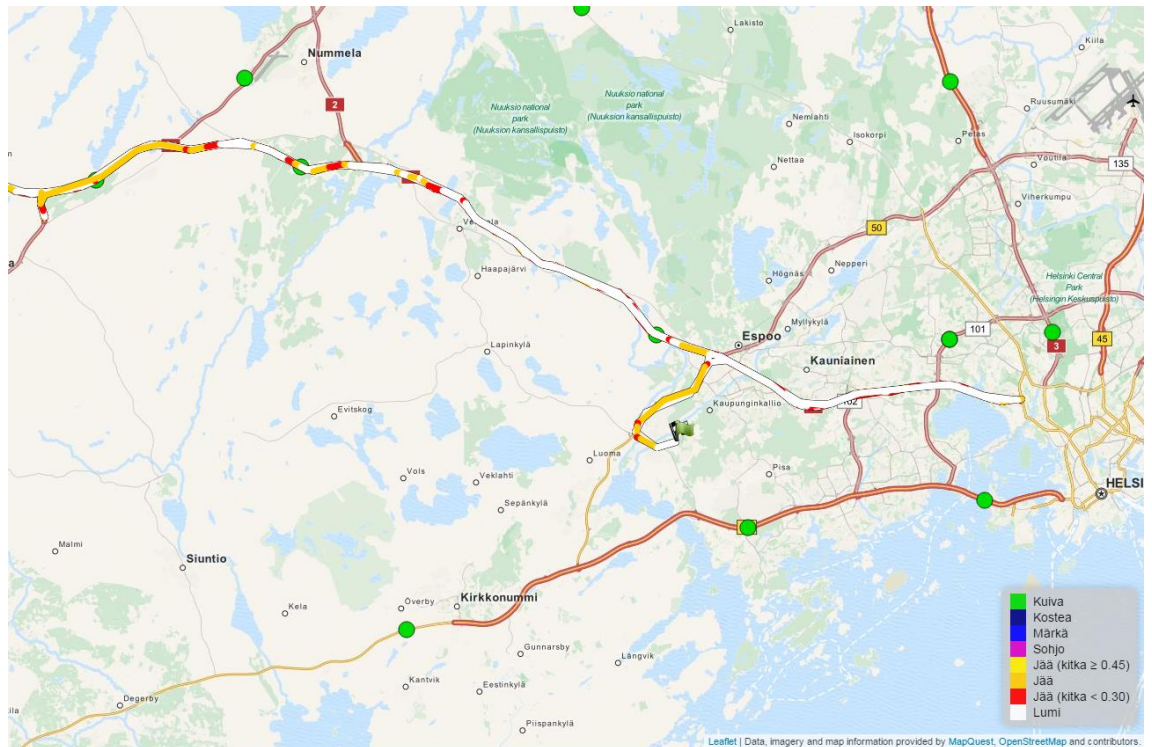 Lakisto
Kiila
Nummela
Nuuksio national
park
(Nuuksion kansallispuisto)
Nuuksio national
park
(Nuuksion kansallispuisto)
Ruusumäki
2
Nemlahti
Isokorpi
Petas
135
Nettaa
Voutila
Viherkumpu
50
Haapajärvi
Högnäs
Nepperi
Helsinki Central
Park
(Helsingin Keskuspuisto)
Myllykylä
101
Espoo
3
45
Lapinkylä
Kauniainen
102
Evitskog
Kaupunginkallio
Luoma
Vols
Veklahti
Pisa
HELSI
Sepänkylä
Malmi
Siuntio
Kela
Överby
Kirkkonummi
Gunnarsby
Långvik
Kantvik
Eestinkylä
Degerby
Piispankylä
Kuiva
Kostea
Märkä
Sohjo
Jää (kitka ≥ 0.45)
Jää
Jää (kitka < 0.30)
Lumi
Leaflet | Data, imagery and map information provided by MapQuest, OpenStreetMap and contributors.